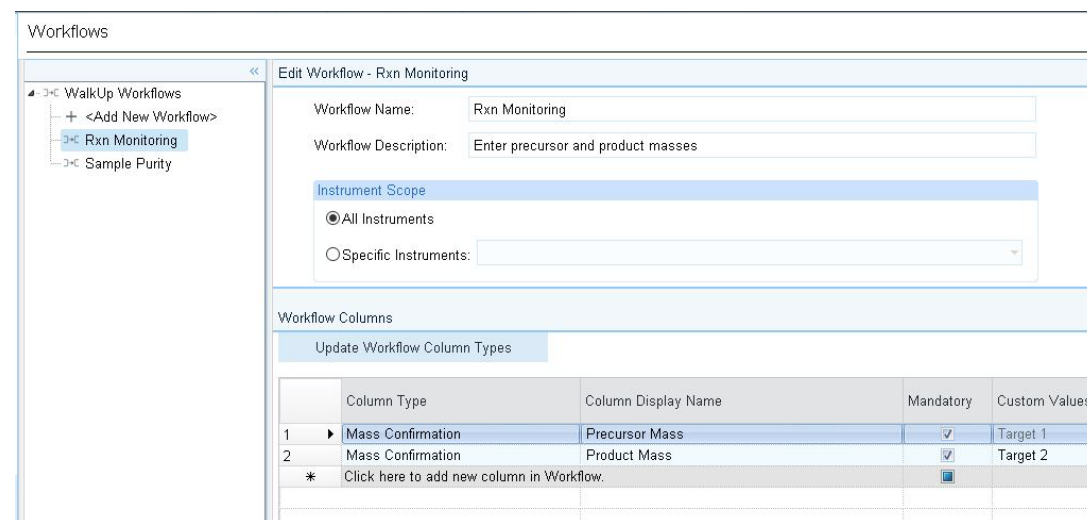 Workflows
«
WalkUp Workflows
+ <Add New Workflow>
Rxn Monitoring
Sample Purity
Edit Workflow - Rxn Monitoring
Workflow Name: Rxn Monitoring
Workflow Description: Enter precursor and product masses
Instrument Scope
All Instruments
Specific Instruments:
Workflow Columns
Update Workflow Column Types
Column Type Column Display Name Mandatory Custom Values
1 Mass Confirmation Precursor Mass Target 1
2 Mass Confirmation Product Mass Target 2
* Click here to add new column in Workflow.